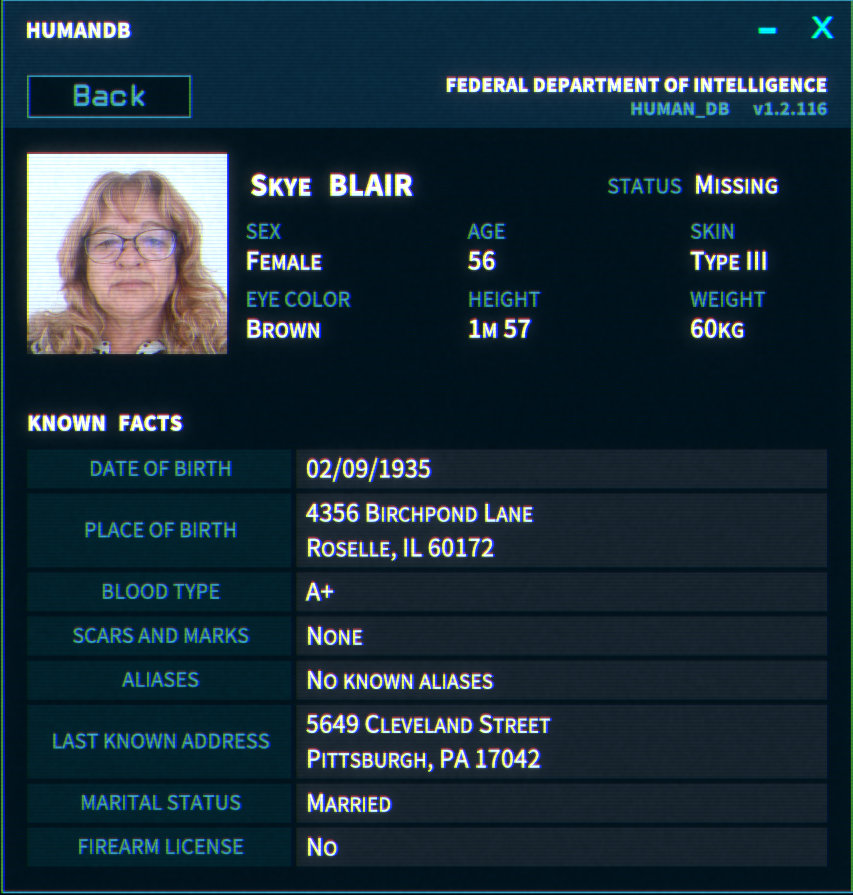 HUMANDB
– X
Back
FEDERAL DEPARTMENT OF INTELLIGENCE
HUMAN_DB v1.2.116
SKYE BLAIR
STATUS MISSING
SEX AGE SKIN
FEMALE 56 TYPE III
EYE COLOR HEIGHT WEIGHT
BROWN 1M 57 60KG
KNOWN FACTS
DATE OF BIRTH 02/09/1935
PLACE OF BIRTH 4356 BIRCHPOND LANE
ROSELLE, IL 60172
BLOOD TYPE A+
SCARS AND MARKS NONE
ALIASES NO KNOWN ALIASES
LAST KNOWN ADDRESS 5649 CLEVELAND STREET
PITTSBURGH, PA 17042
MARITAL STATUS MARRIED
FIREARM LICENSE NO